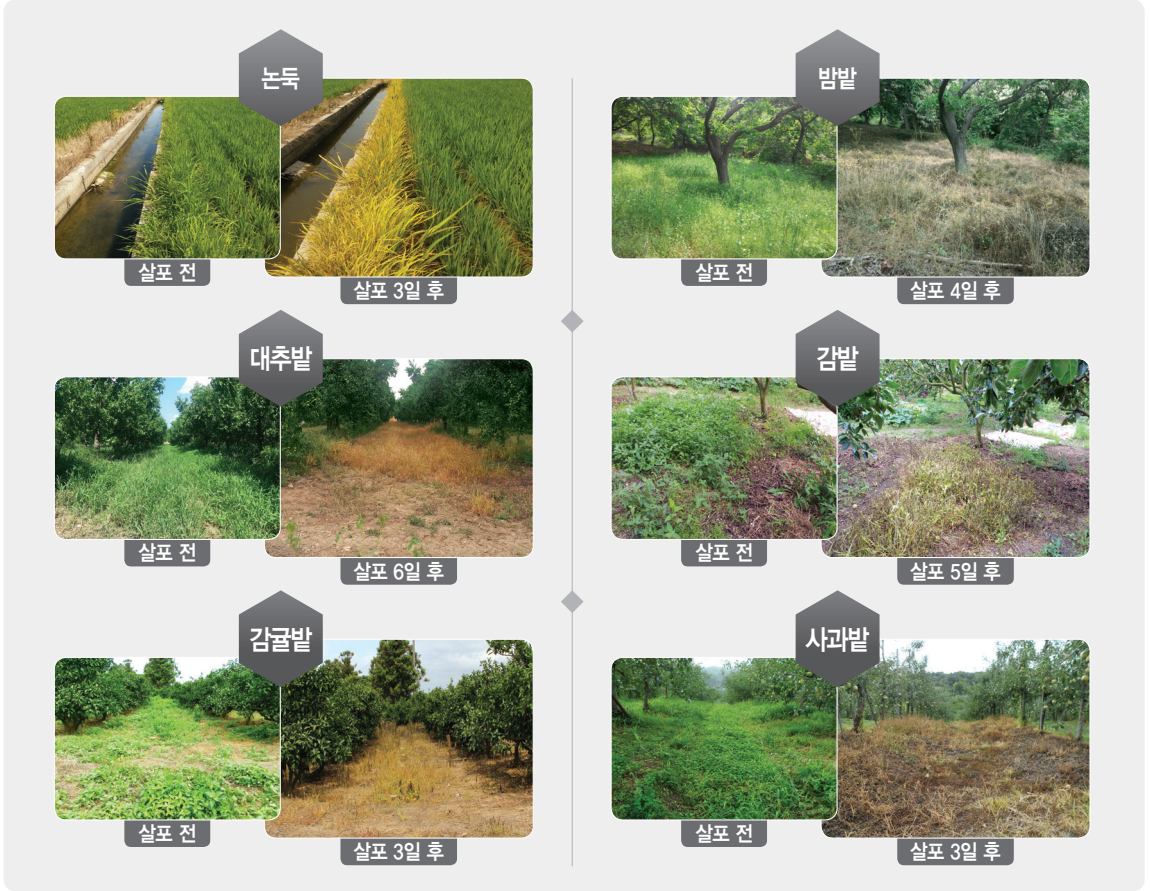 논둑
살포 전
살포 3일 후
밤밭
살포 전
살포 4일 후
대추밭
살포 전
살포 6일 후
감밭
살포 전
살포 5일 후
감귤밭
살포 전
살포 3일 후
사과밭
살포 전
살포 3일 후